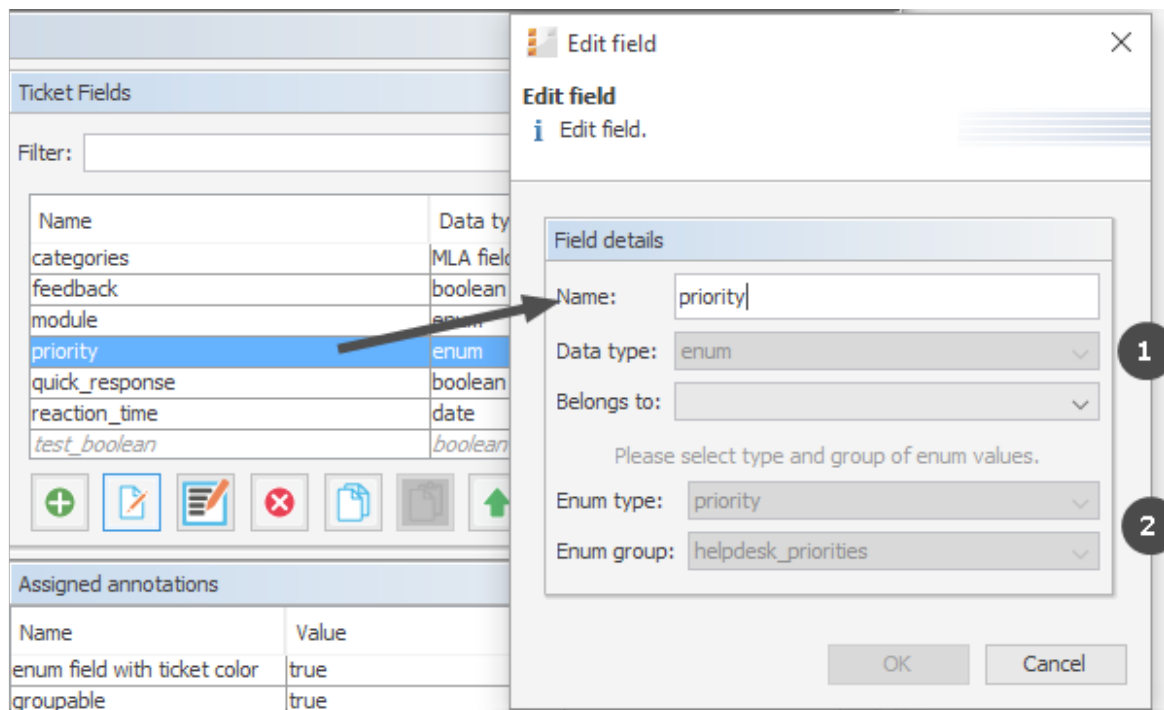 Ticket Fields
Filter:
Name Data ty
categories MLA field
feedback boolean
module enum
priority enum
quick_response boolean
reaction_time date
test_boolean boolean
Assigned annotations
Name Value
enum field with ticket color true
groupable true
Edit field
Edit field
Edit field.
Field details
Name: priority
Data type: enum
1
Belongs to:
Please select type and group of enum values.
Enum type: priority
2
Enum group: helpdesk_priorities
OK Cancel